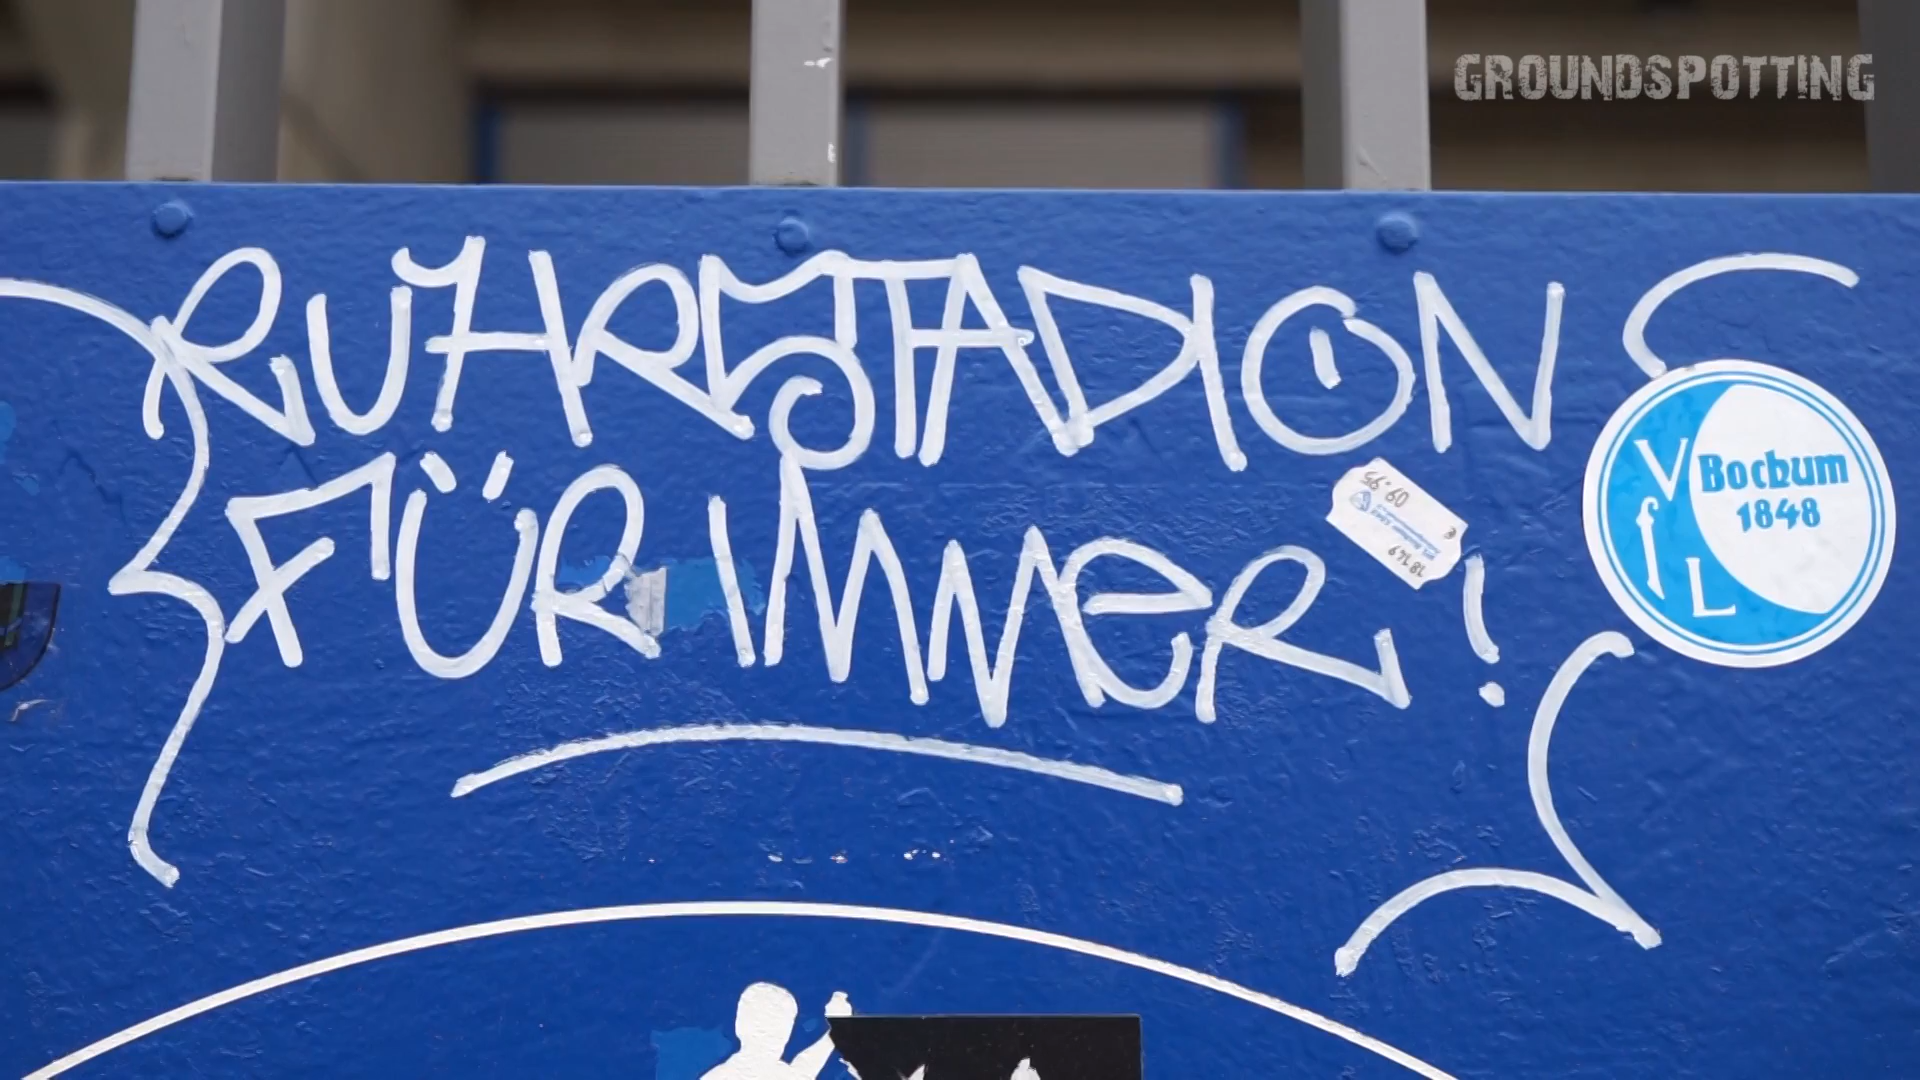 GROUNDSPOTTING
RUHRSTADION
FÜR IMMER!
VfL
Bochum
1848